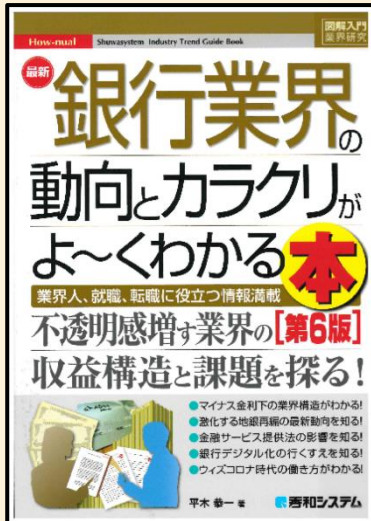 How-nual Shuwasystem Industry Trend Guide Book
図解入門
業界研究
最新
銀行業界の
動向とカラクリが
よ〜くわかる本
業界人、就職、転職に役立つ情報満載
不透明感増す業界の[第6版]
収益構造と課題を探る!
●マイナス金利下の業界構造がわかる!
●激化する地銀再編の最新動向を知る!
●金融サービス提供法の影響を知る!
●銀行デジタル化の行くすえを知る!
●ウィズコロナ時代の働き方がわかる!
平木 恭一 著
秀和システム